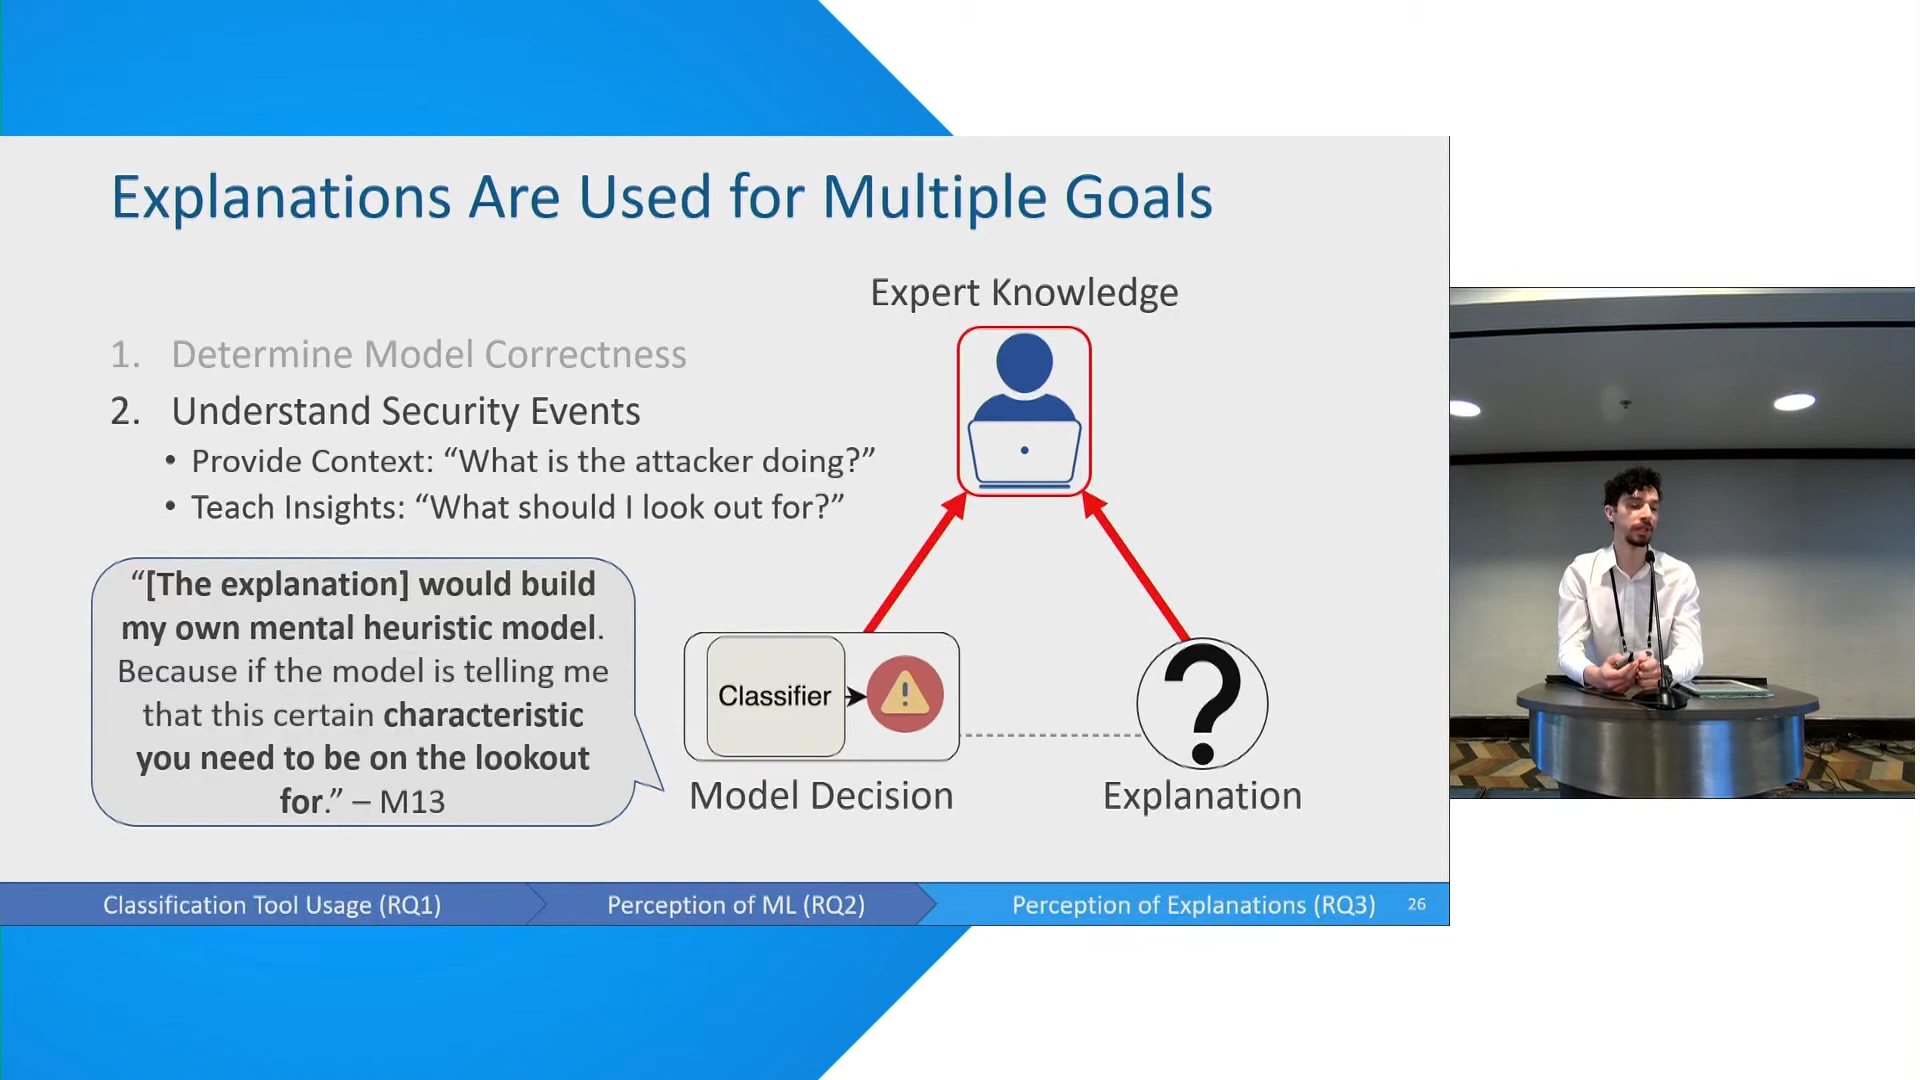 Explanations Are Used for Multiple Goals
Expert Knowledge
1. Determine Model Correctness
2. Understand Security Events
• Provide Context: “What is the attacker doing?”
• Teach Insights: “What should I look out for?”
“[The explanation] would build
my own mental heuristic model.
Because if the model is telling me
that this certain characteristic
you need to be on the lookout
for.” – M13
Classifier
!
?
Model Decision
Explanation
Classification Tool Usage (RQ1)
Perception of ML (RQ2)
Perception of Explanations (RQ3)
26